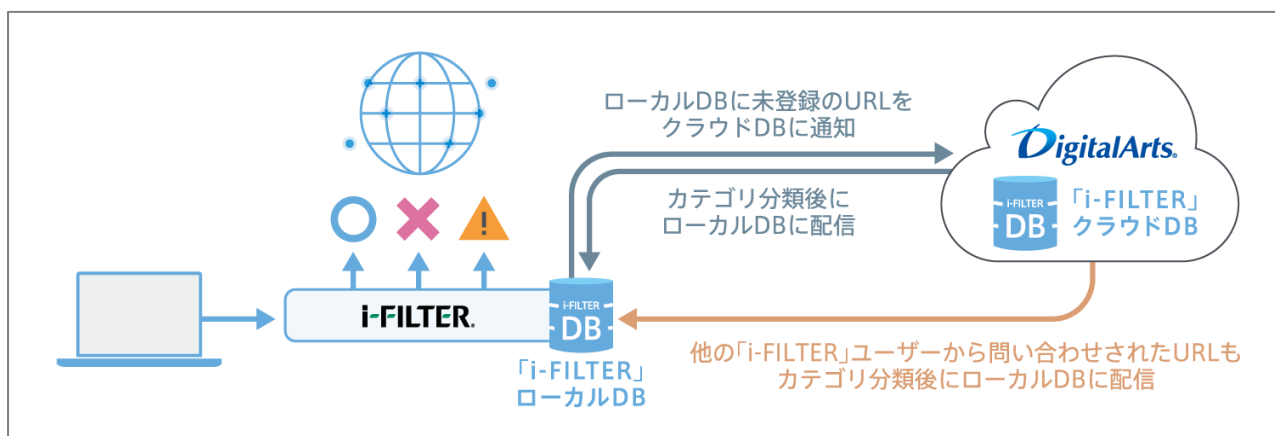 ローカルDBに未登録のURLを
クラウドDBに通知
DigitalArts®
カテゴリ分類後に
ローカルDBに配信
i-FILTER
DB
「i-FILTER」
クラウドDB
!
i-FILTER®
i-FILTER
DB
「i-FILTER」
ローカルDB
他の「i-FILTER」ユーザーから問い合わせされたURLも
カテゴリ分類後にローカルDBに配信